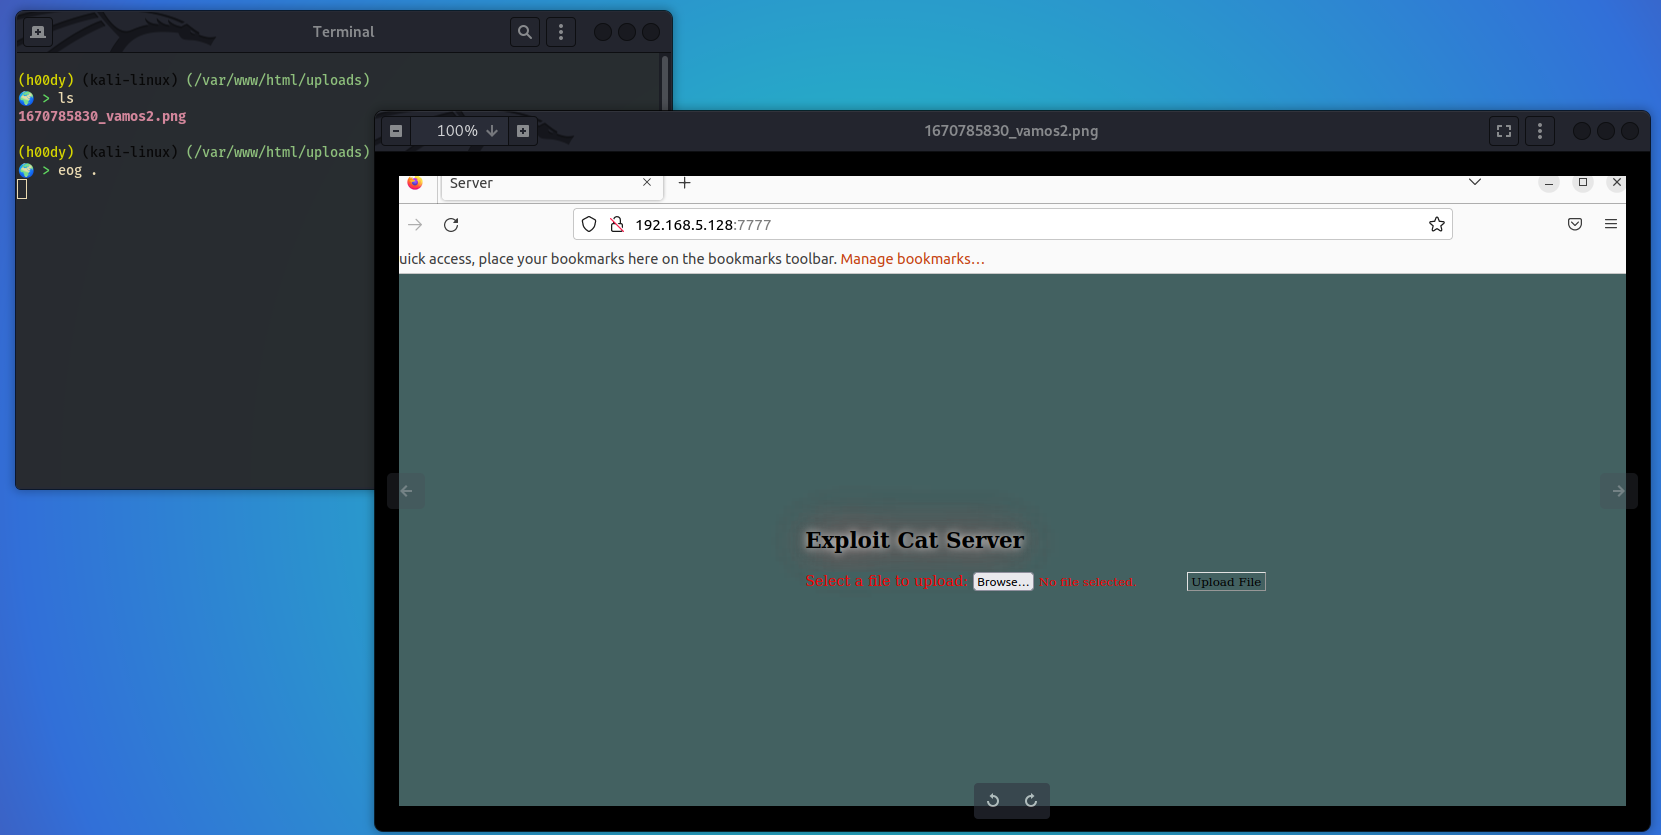 Terminal
(h00dy) (kali-linux) (/var/www/html/uploads)
> ls
1670785830_vamos2.png
(h00dy) (kali-linux) (/var/www/html/uploads)
> eog .
100%
1670785830_vamos2.png
Server
192.168.5.128:7777
uick access, place your bookmarks here on the bookmarks toolbar. Manage bookmarks…
Exploit Cat Server
Select a file to upload: Browse... No file selected. Upload File